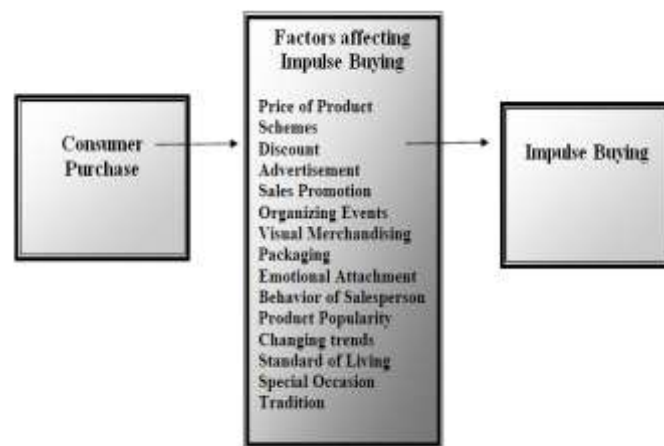 Consumer
Purchase
Factors affecting
Impulse Buying
Price of Product
Schemes
Discount
Advertisement
Sales Promotion
Organizing Events
Visual Merchandising
Packaging
Emotional Attachment
Behavior of Salesperson
Product Popularity
Changing trends
Standard of Living
Special Occasion
Tradition
Impulse Buying